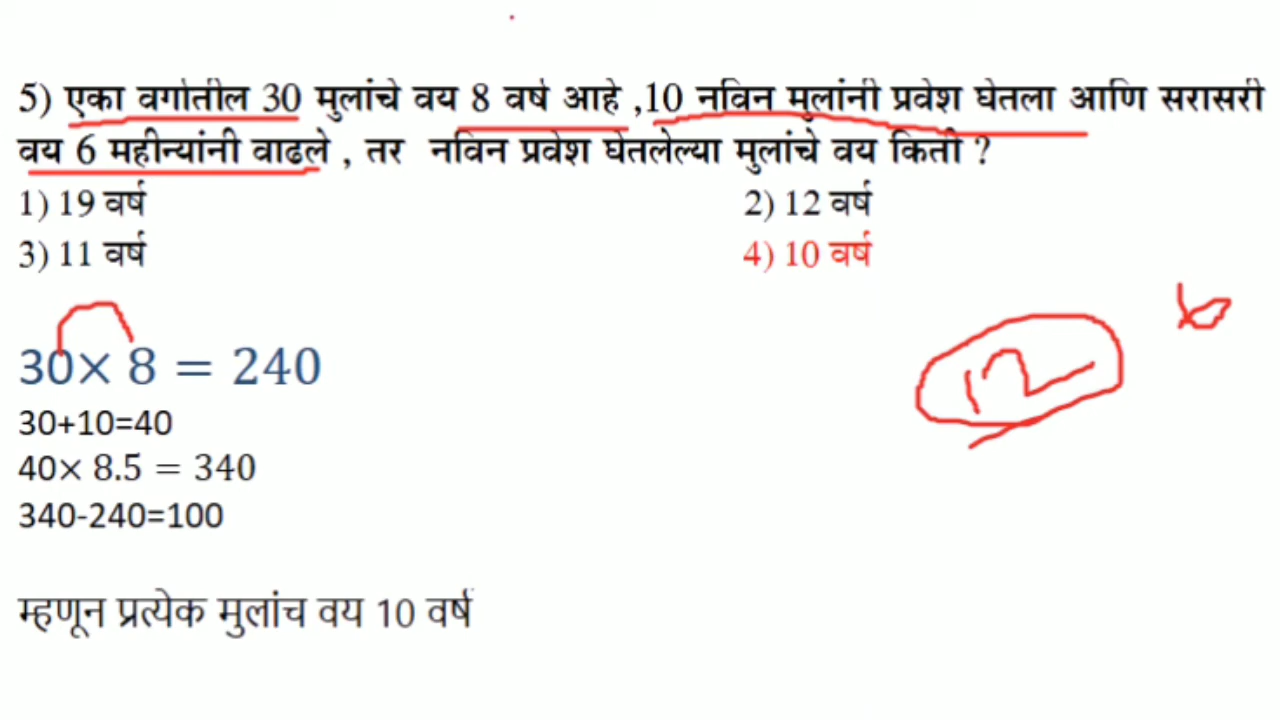 5) एका वर्गातील 30 मुलांचे वय 8 वर्ष आहे ,10 नविन मुलांनी प्रवेश घेतला आणि सरासरी
वय 6 महीन्यांनी वाढले , तर नविन प्रवेश घेतलेल्या मुलांचे वय किती ?
1) 19 वर्ष 2) 12 वर्ष
3) 11 वर्ष 4) 10 वर्ष
30× 8 = 240
30+10=40
40× 8.5 = 340
340-240=100
12
म्हणून प्रत्येक मुलांच वय 10 वर्ष